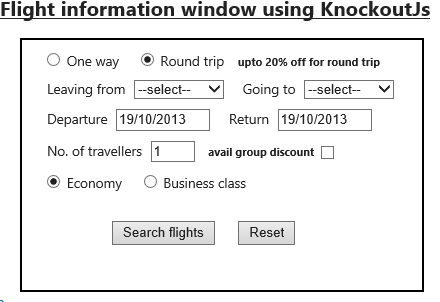 Flight information window using KnockoutJs
One way Round trip upto 20% off for round trip
Leaving from --select-- Going to --select--
Departure 19/10/2013 Return 19/10/2013
No. of travellers 1 avail group discount
Economy Business class
Search flights Reset